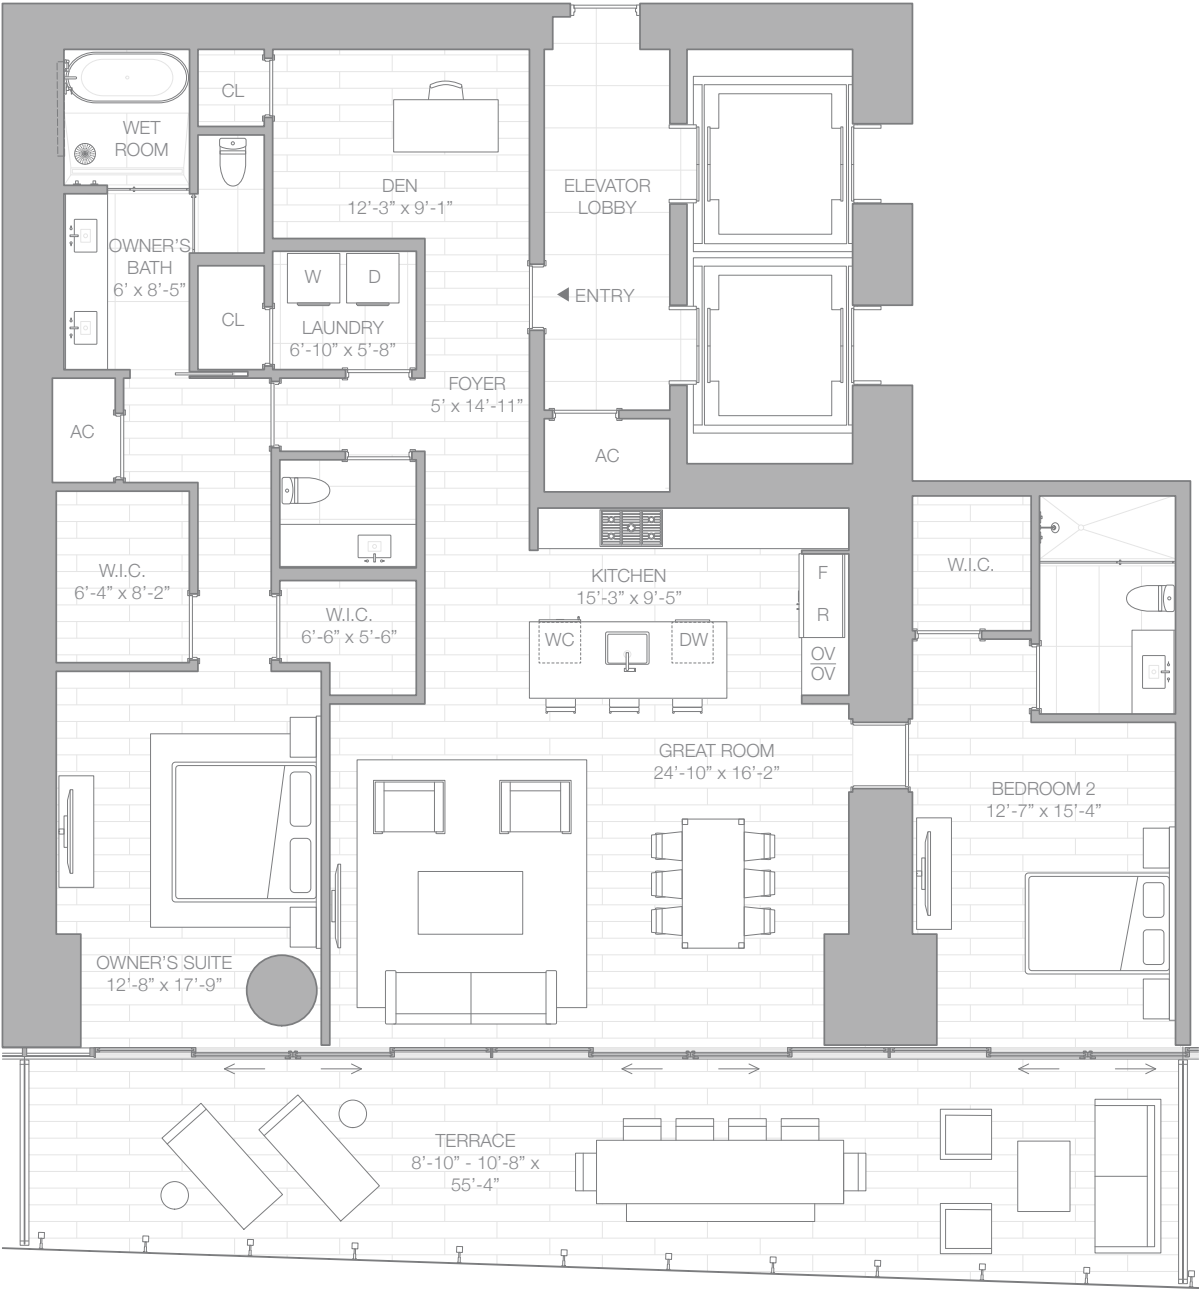 CL
WET
ROOM
DEN
12'-3” x 9'-1”
ELEVATOR
LOBBY
OWNER'S
BATH
6' x 8'-5”
W
D
ENTRY
CL
LAUNDRY
6'-10” x 5'-8”
FOYER
5' x 14'-11”
AC
AC
W.I.C.
6'-4” x 8'-2”
KITCHEN
15'-3” x 9'-5”
F
R
W.I.C.
W.I.C.
6'-6” x 5'-6”
WC
DW
OV
OV
GREAT ROOM
24'-10” x 16'-2”
BEDROOM 2
12'-7” x 15'-4”
OWNER'S SUITE
12'-8” x 17'-9”
TERRACE
8'-10” - 10'-8” x
55'-4”